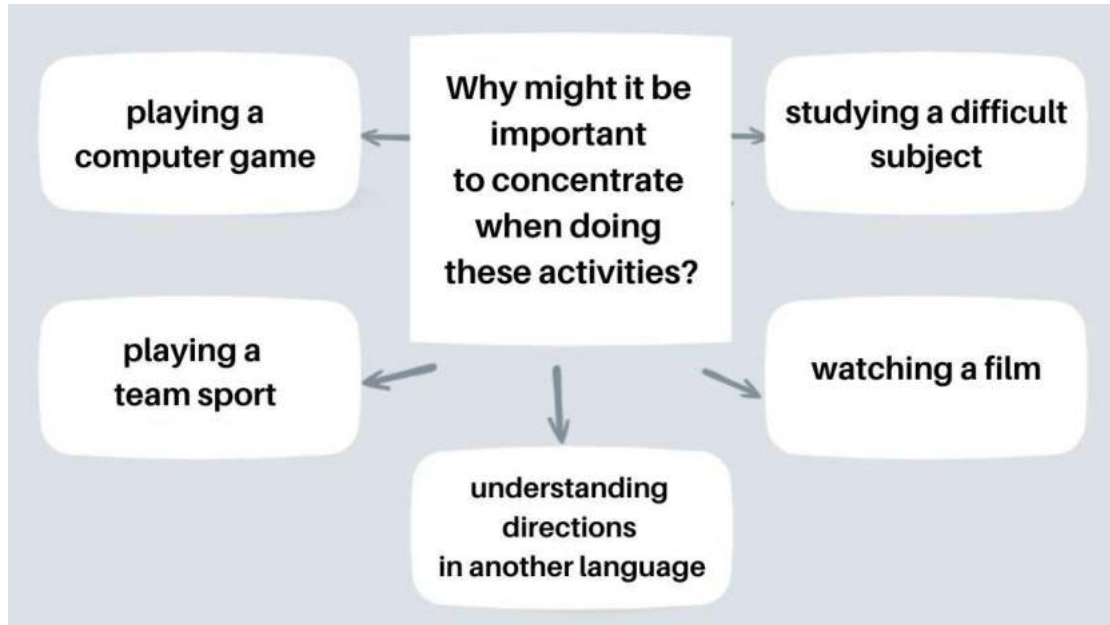 Why might it be
important
to concentrate
when doing
these activities?
playing a
computer game
studying a difficult
subject
playing a
team sport
watching a film
understanding
directions
in another language